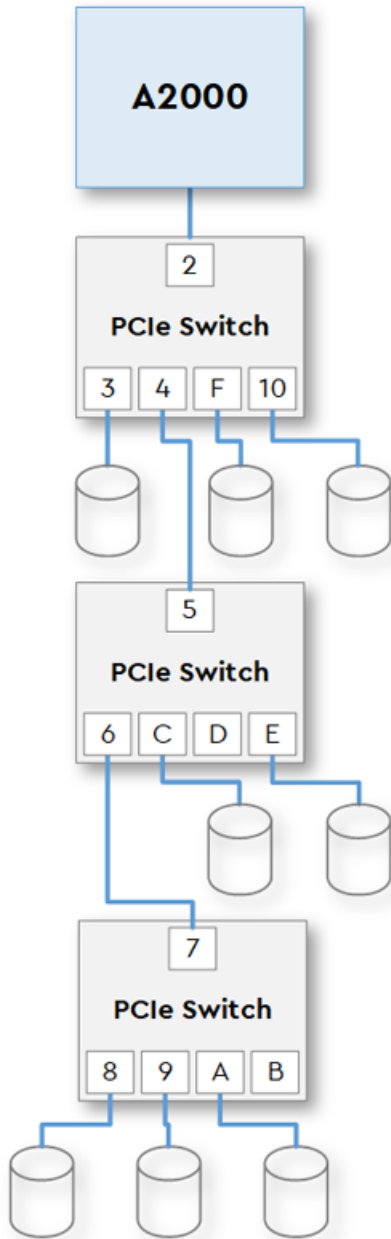 A2000
2
PCIe Switch
3 4 F 10
5
PCIe Switch
6 C D E
7
PCIe Switch
8 9 A B